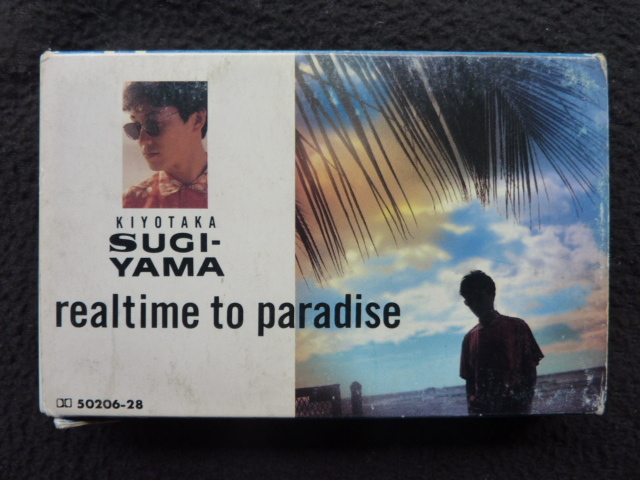 KIYOTAKA
SUGI-
YAMA
realtime to paradise
50206-28